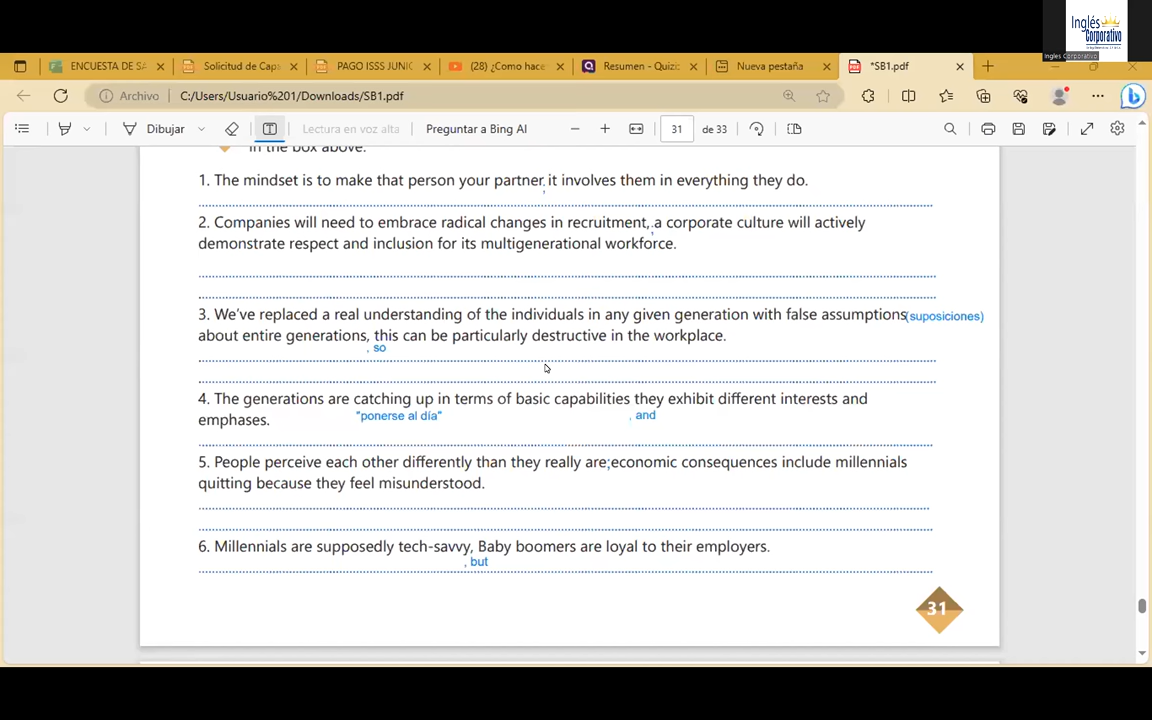 Inglés
Corporativo
Ingles Corporativo
ENCUESTA DE SA
Solicitud de Capa
PAGO ISSS JUNIC
(28) ¿Como hace
Resumen - Quizi
Nueva pestaña
*SB1.pdf
Archivo
C:/Users/Usuario%201/Downloads/SB1.pdf
Dibujar
Lectura en voz alta
Preguntar a Bing AI
31
de 33
in the box above.
1. The mindset is to make that person your partner, it involves them in everything they do.
;
2. Companies will need to embrace radical changes in recruitment, a corporate culture will actively
;
demonstrate respect and inclusion for its multigenerational workforce.
3. We've replaced a real understanding of the individuals in any given generation with false assumptions (suposiciones)
about entire generations, this can be particularly destructive in the workplace.
, so
4. The generations are catching up in terms of basic capabilities they exhibit different interests and
"ponerse al día"
, and
emphases.
5. People perceive each other differently than they really are;economic consequences include millennials
quitting because they feel misunderstood.
6. Millennials are supposedly tech-savvy, Baby boomers are loyal to their employers.
, but
31